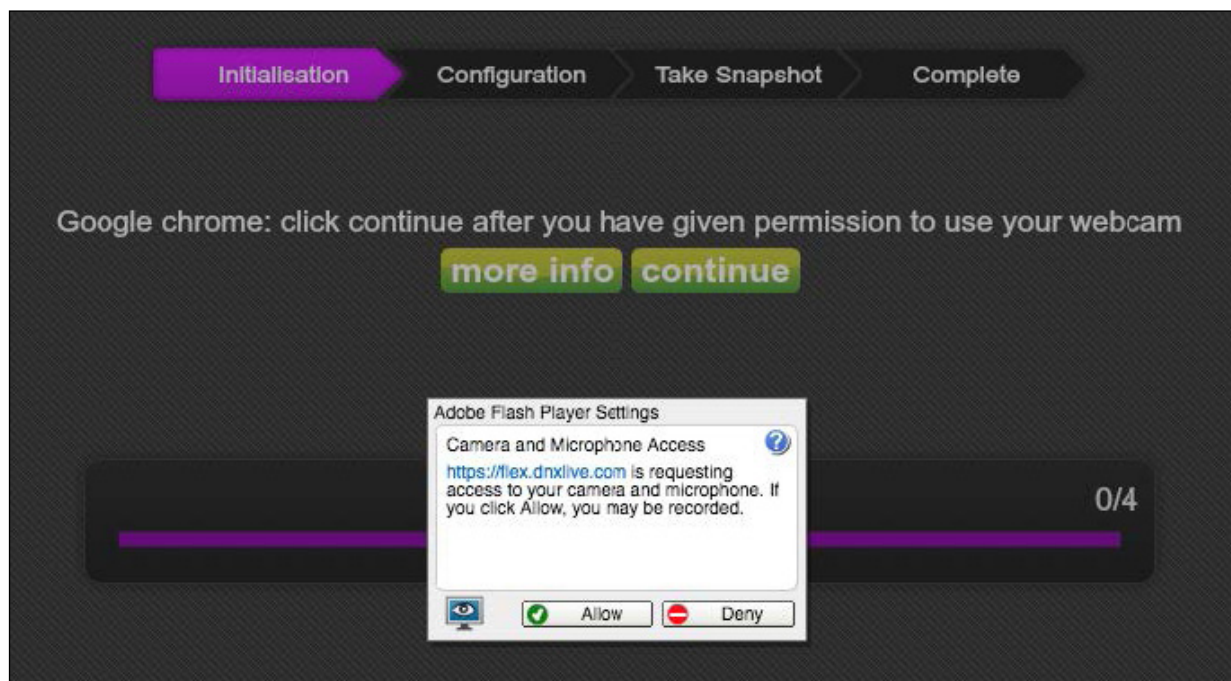 Initialisation
Configuration
Take Snapshot
Complete
Google chrome: click continue after you have given permission to use your webcam
more info
continue
Adobe Flash Player Settings
Camera and Microphone Access
https://flex.dnxlive.com is requesting
access to your camera and microphone. If
you click Allow, you may be recorded.
0/4
Allow
Deny